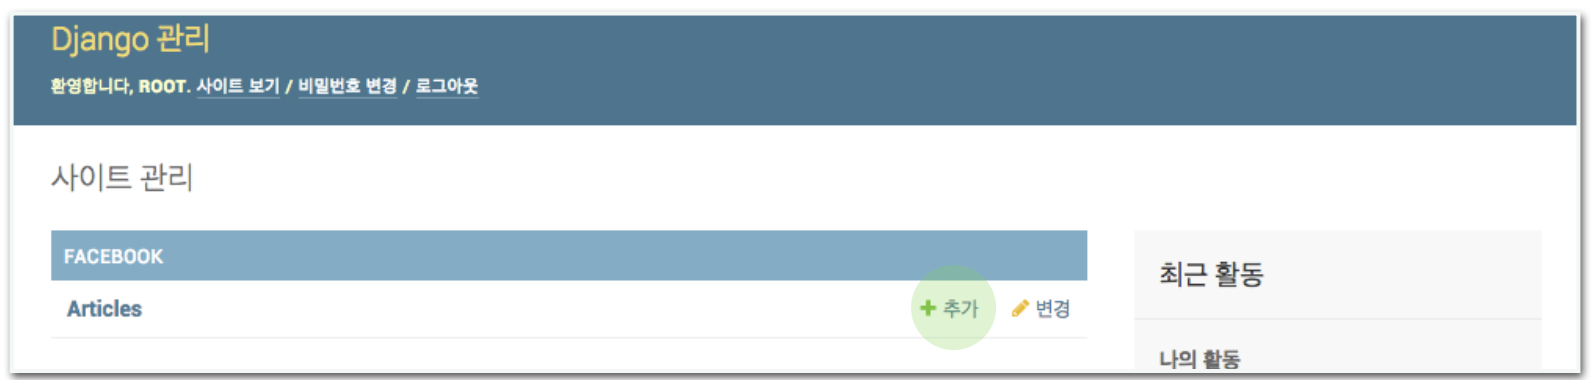 Django 관리
환영합니다, ROOT. 사이트 보기 / 비밀번호 변경 / 로그아웃
사이트 관리
FACEBOOK
Articles + 추가 변경
최근 활동
나의 활동